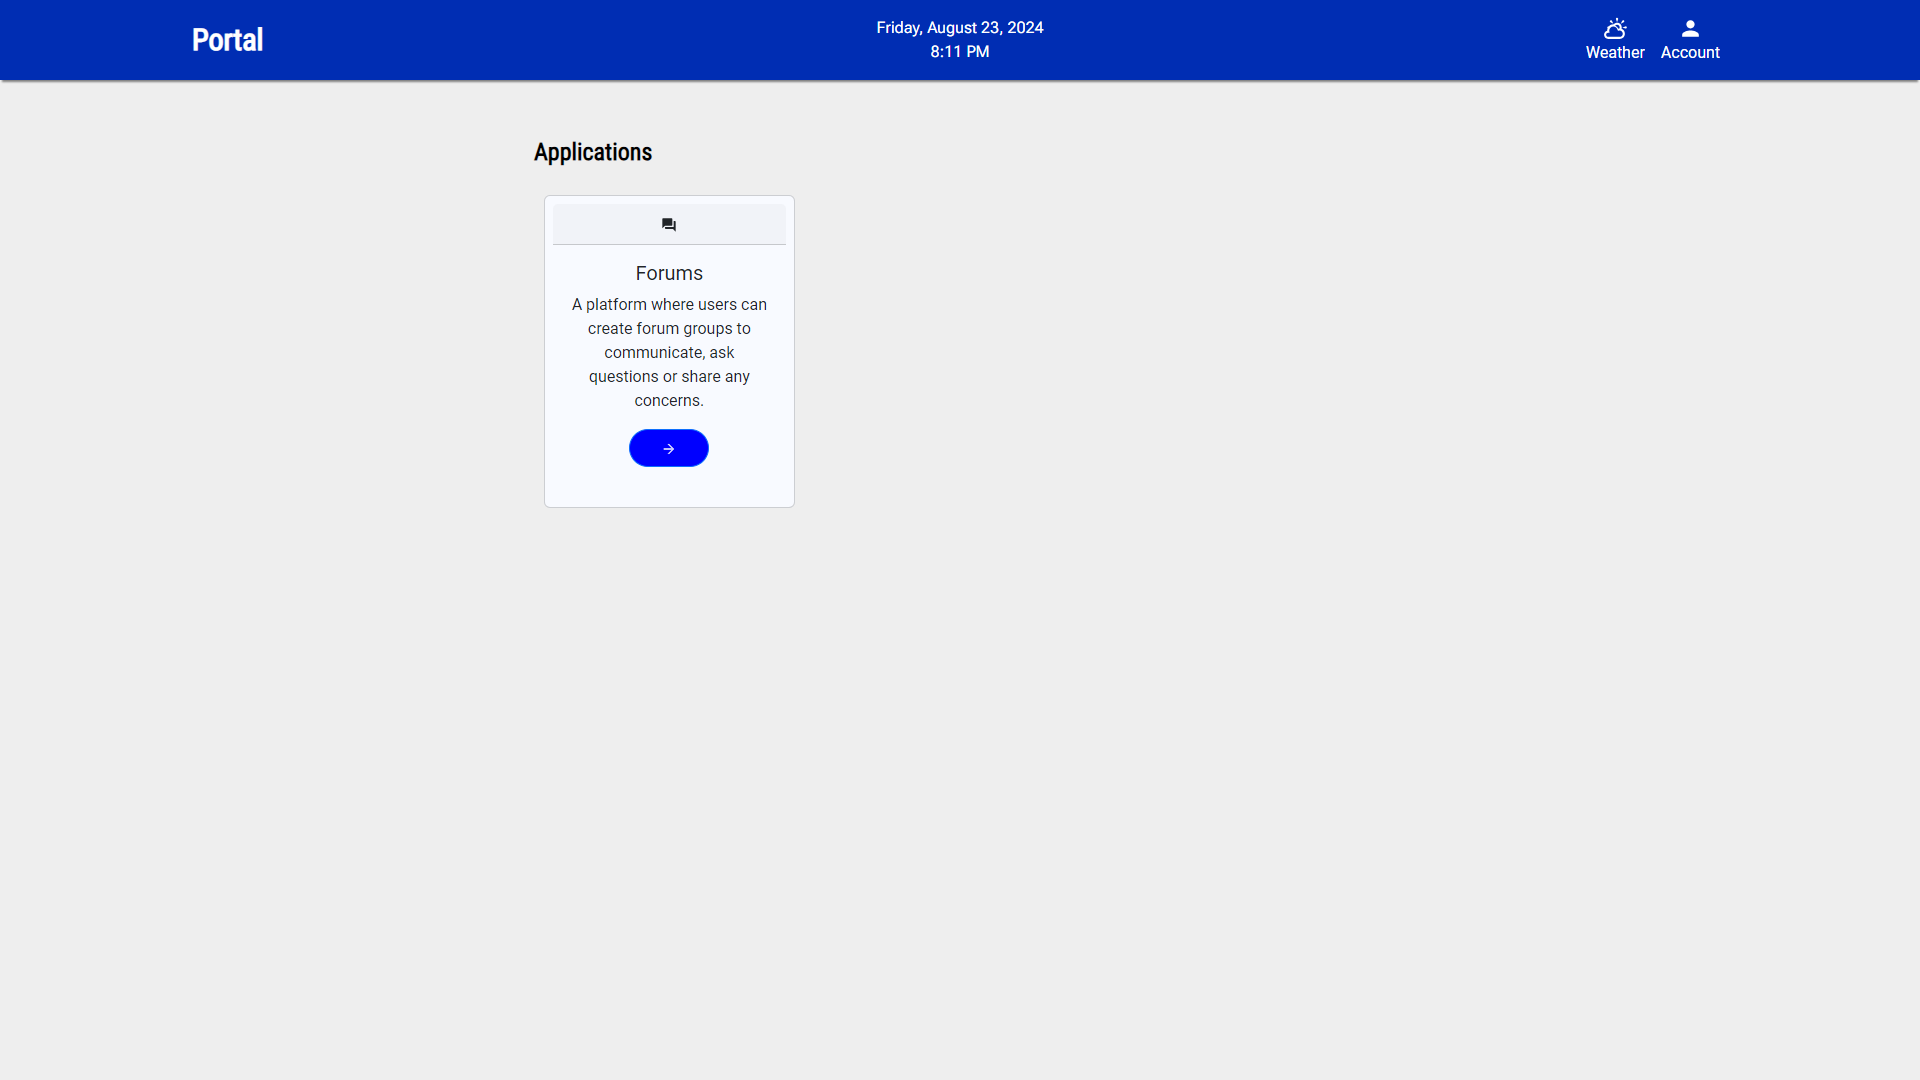 Portal
Friday, August 23, 2024
8:11 PM
Weather
Account
Applications
Forums
A platform where users can
create forum groups to
communicate, ask
questions or share any
concerns.